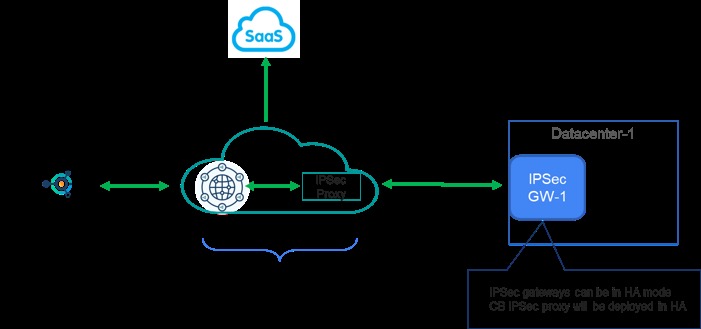 SaaS
Datacenter-1
IPSec
Proxy
IPSec
GW-1
IPSec gateways can be in HA mode
CB IPSec proxy will be deployed in HA